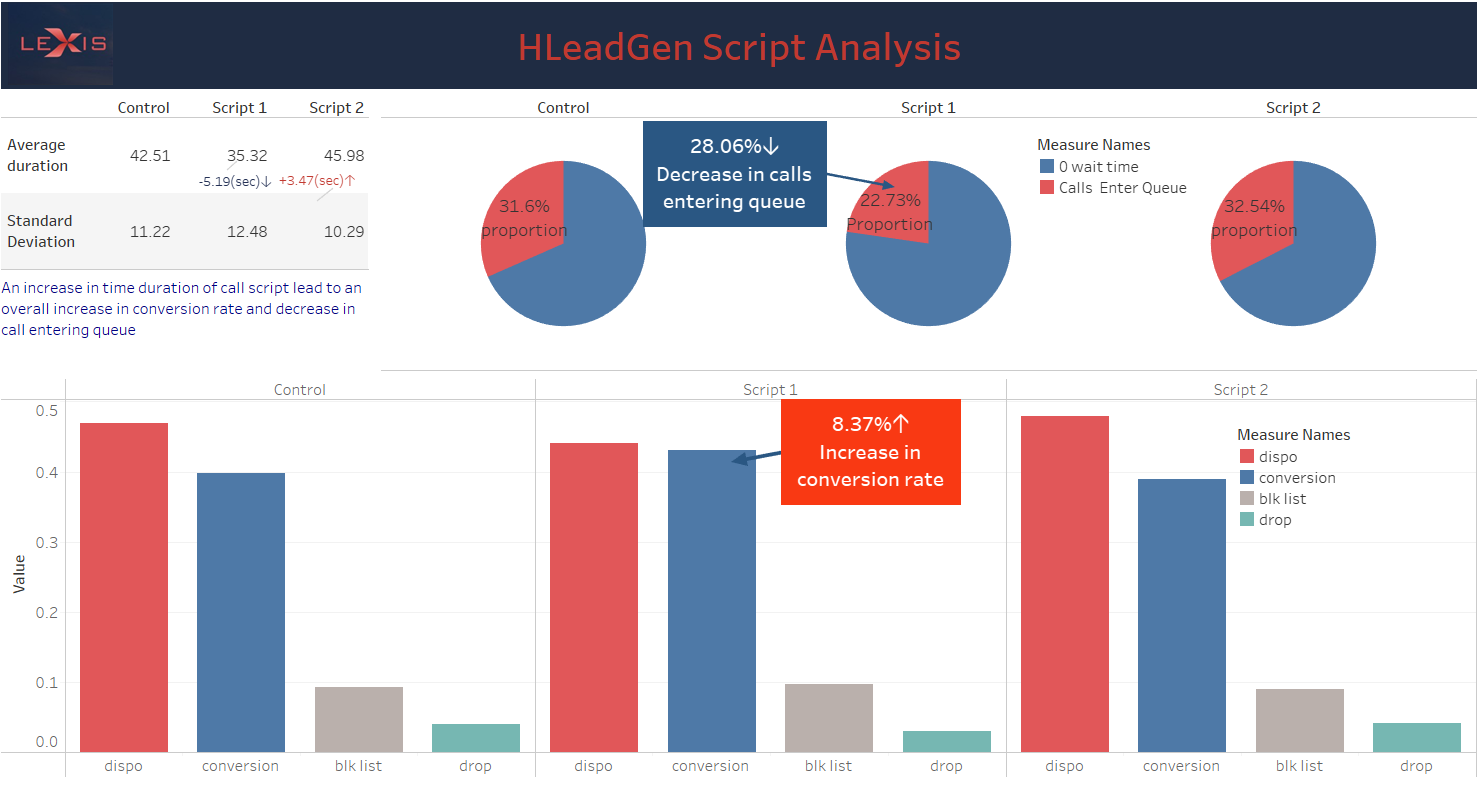 LEXIS
HLeadGen Script Analysis
Control Script 1 Script 2
Average
duration
42.51 35.32 45.98
-5.19(sec)↓ +3.47(sec)↑
Standard
Deviation
11.22 12.48 10.29
An increase in time duration of call script lead to an
overall increase in conversion rate and decrease in
call entering queue
Control Script 1 Script 2
31.6%
proportion
28.06%↓
Decrease in calls
entering queue
22.73%
Proportion
Measure Names
0 wait time
Calls Enter Queue
32.54%
proportion
Control Script 1 Script 2
Value
0.5
0.4
0.3
0.2
0.1
0.0
8.37%↑
Increase in
conversion rate
Measure Names
dispo
conversion
blk list
drop
dispo conversion blk list drop dispo conversion blk list drop dispo conversion blk list drop